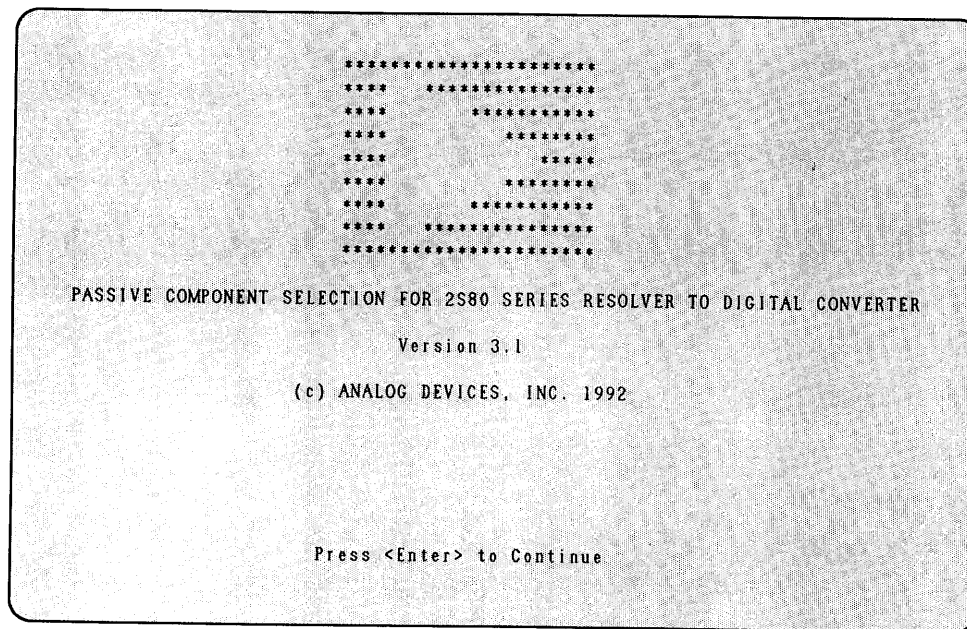 PASSIVE COMPONENT SELECTION FOR 2S80 SERIES RESOLVER TO DIGITAL CONVERTER
Version 3.1
(c) ANALOG DEVICES, INC. 1992
Press <Enter> to Continue